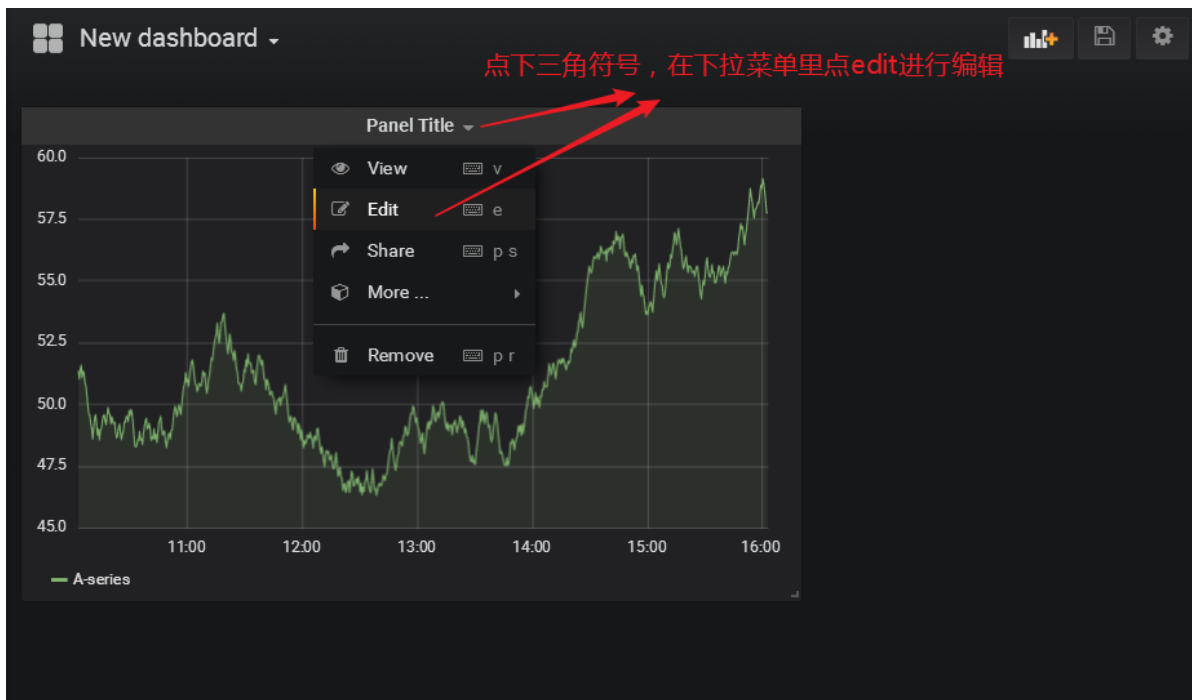 New dashboard
点下三角符号，在下拉菜单里点edit进行编辑
Panel Title
60.0
57.5
55.0
52.5
50.0
47.5
45.0
View v
Edit e
Share p s
More ...
Remove p r
11:00 12:00 13:00 14:00 15:00 16:00
A-series